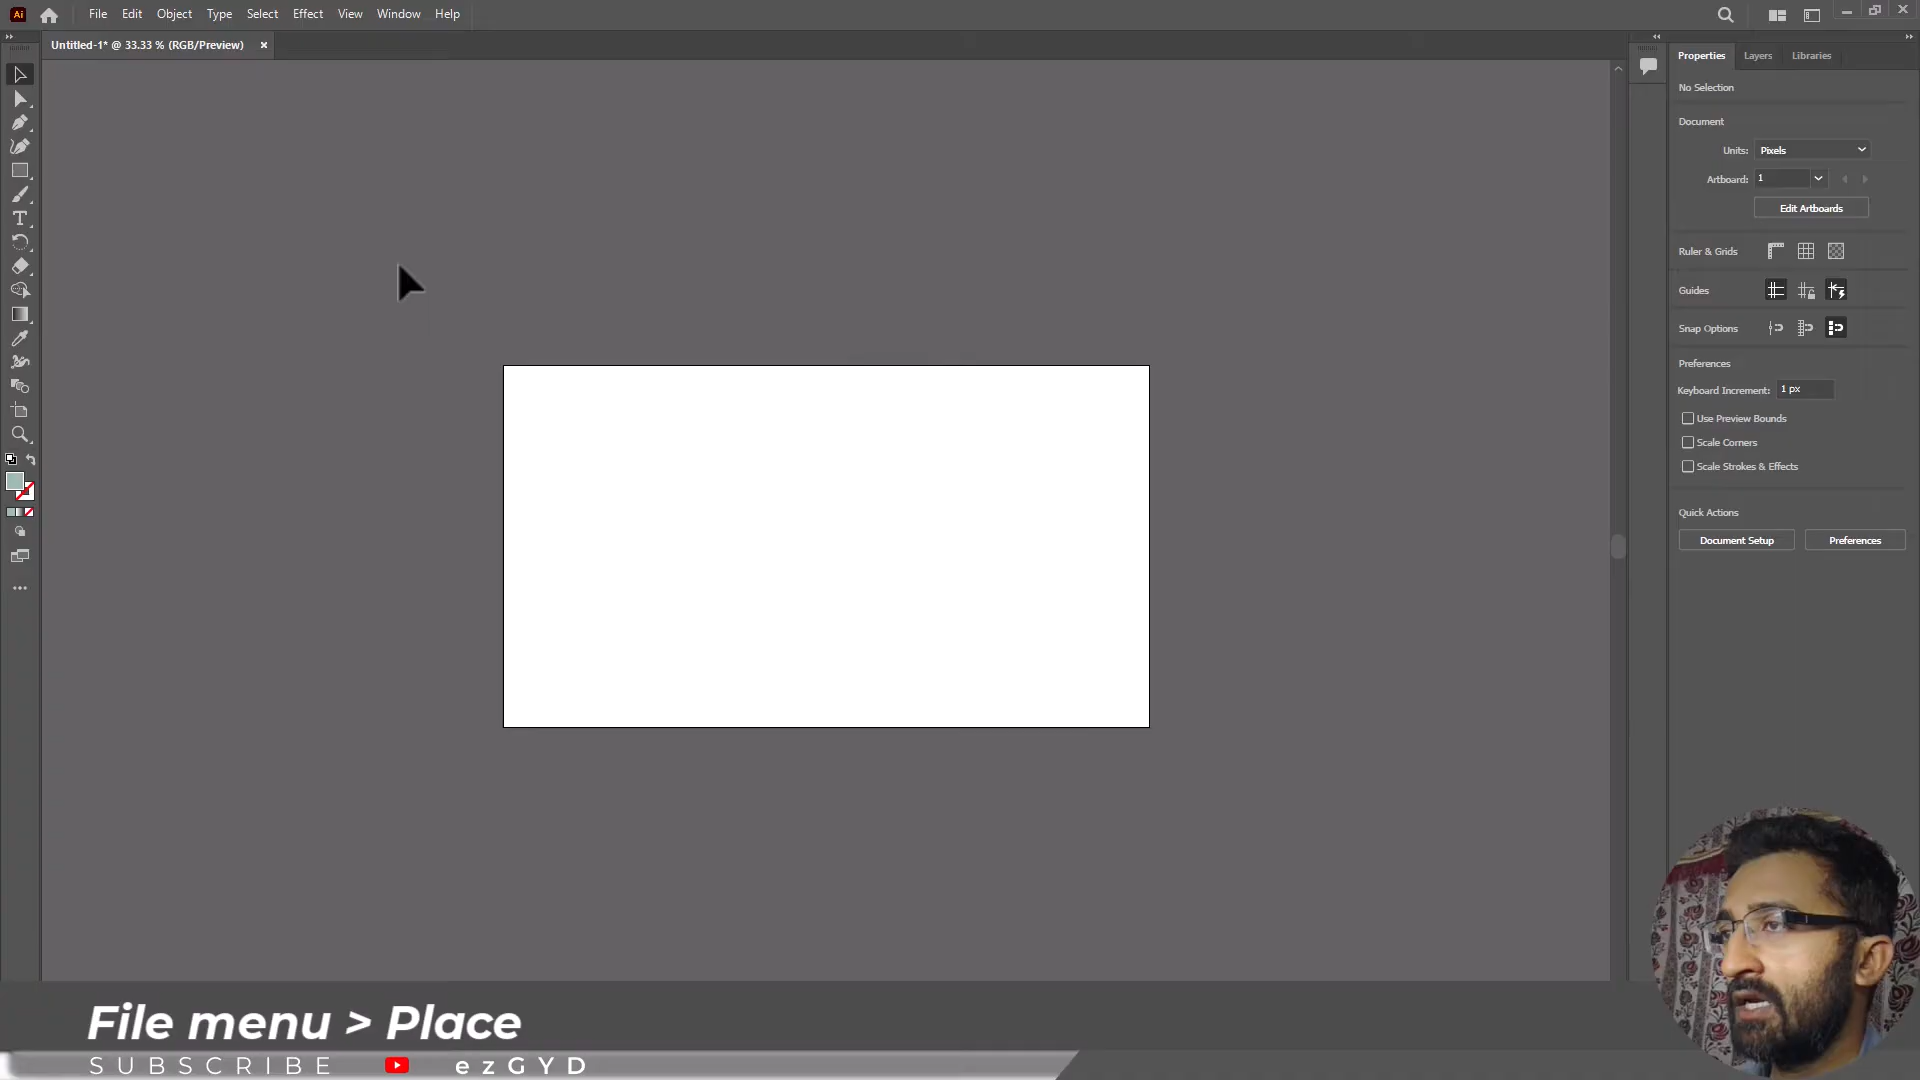 Ai File Edit Object Type Select Effect View Window Help
Untitled-1* @ 33.33 % (RGB/Preview) ×
Properties Layers Libraries
No Selection
Document
Units: Pixels
Artboard: 1
Edit Artboards
Ruler & Grids
Guides
Snap Options
Preferences
Keyboard Increment: 1 px
Use Preview Bounds
Scale Corners
Scale Strokes & Effects
Quick Actions
Document Setup Preferences
File menu > Place
SUBSCRIBE ezGYD